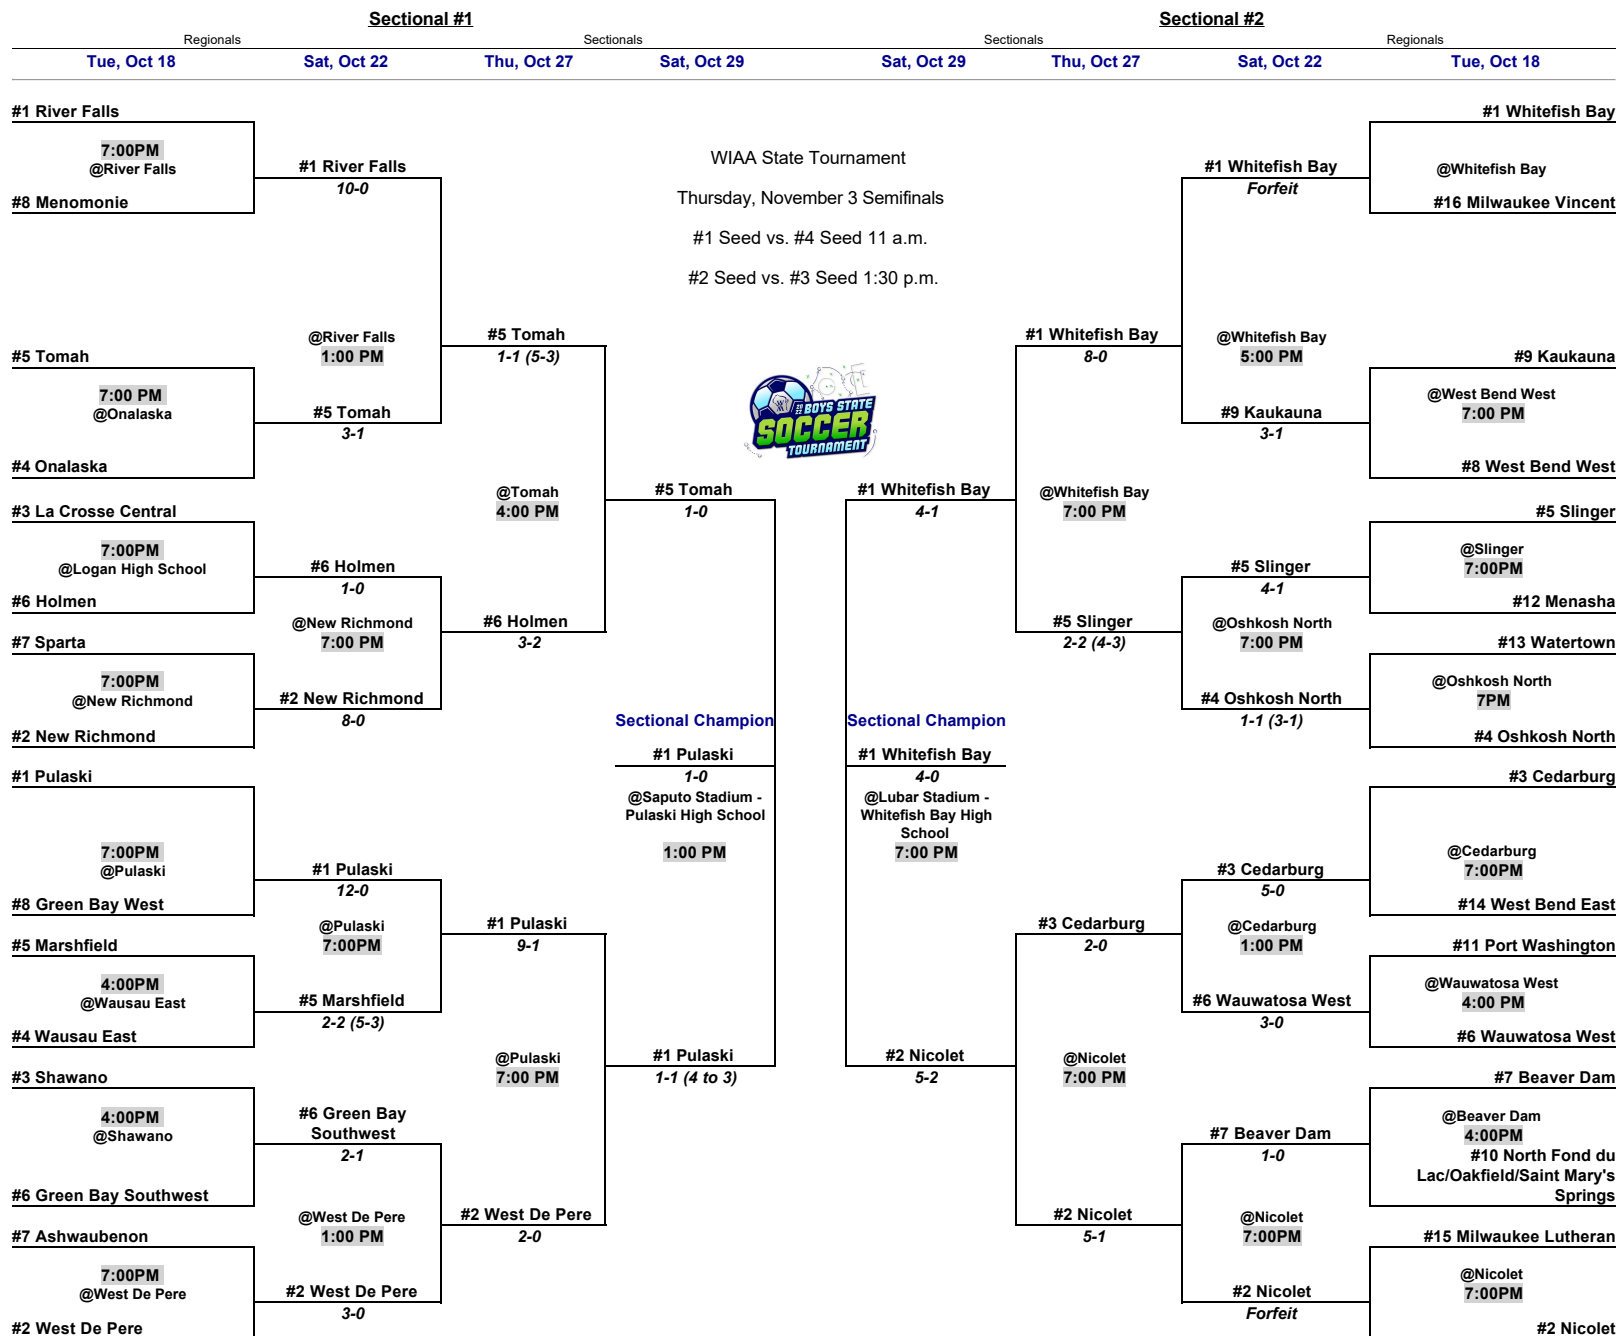 Sectional #1
Sectional #2
Regionals
Sectionals
Sectionals
Regionals
Tue, Oct 18
Sat, Oct 22
Thu, Oct 27
Sat, Oct 29
Sat, Oct 29
Thu, Oct 27
Sat, Oct 22
Tue, Oct 18
#1 River Falls
7:00PM
@River Falls
#8 Menomonie
#5 Tomah
7:00 PM
@Onalaska
#4 Onalaska
#3 La Crosse Central
7:00PM
@Logan High School
#6 Holmen
#7 Sparta
7:00PM
@New Richmond
#2 New Richmond
#1 Pulaski
7:00PM
@Pulaski
#8 Green Bay West
#5 Marshfield
4:00PM
@Wausau East
#4 Wausau East
#3 Shawano
4:00PM
@Shawano
#6 Green Bay Southwest
#7 Ashwaubenon
7:00PM
@West De Pere
#2 West De Pere
#1 River Falls
10-0
@River Falls
1:00 PM
#5 Tomah
3-1
#6 Holmen
1-0
@New Richmond
7:00 PM
#2 New Richmond
8-0
#1 Pulaski
12-0
@Pulaski
7:00PM
#5 Marshfield
2-2 (5-3)
#6 Green Bay
Southwest
2-1
@West De Pere
1:00 PM
#2 West De Pere
3-0
#5 Tomah
1-1 (5-3)
@Tomah
4:00 PM
#6 Holmen
3-2
#1 Pulaski
9-1
@Pulaski
7:00 PM
#2 West De Pere
2-0
WIAA State Tournament
Thursday, November 3 Semifinals
#1 Seed vs. #4 Seed 11 a.m.
#2 Seed vs. #3 Seed 1:30 p.m.
BOYS STATE
SOCCER
TOURNAMENT
#5 Tomah
1-0
Sectional Champion
#1 Pulaski
1-0
@Saputo Stadium -
Pulaski High School
1:00 PM
#1 Pulaski
1-1 (4 to 3)
#1 Whitefish Bay
4-1
Sectional Champion
#1 Whitefish Bay
4-0
@Lubar Stadium -
Whitefish Bay High
School
7:00 PM
#2 Nicolet
5-2
#1 Whitefish Bay
8-0
@Whitefish Bay
7:00 PM
#5 Slinger
2-2 (4-3)
#3 Cedarburg
2-0
@Nicolet
7:00 PM
#2 Nicolet
5-1
#1 Whitefish Bay
Forfeit
@Whitefish Bay
5:00 PM
#9 Kaukauna
3-1
#5 Slinger
4-1
@Oshkosh North
7:00 PM
#4 Oshkosh North
1-1 (3-1)
#3 Cedarburg
5-0
@Cedarburg
1:00 PM
#6 Wauwatosa West
3-0
#7 Beaver Dam
1-0
@Nicolet
7:00PM
#2 Nicolet
Forfeit
#1 Whitefish Bay
@Whitefish Bay
#16 Milwaukee Vincent
#9 Kaukauna
@West Bend West
7:00 PM
#8 West Bend West
#5 Slinger
@Slinger
7:00PM
#12 Menasha
#13 Watertown
@Oshkosh North
7PM
#4 Oshkosh North
#3 Cedarburg
@Cedarburg
7:00PM
#14 West Bend East
#11 Port Washington
@Wauwatosa West
4:00 PM
#6 Wauwatosa West
#7 Beaver Dam
@Beaver Dam
4:00PM
#10 North Fond du
Lac/Oakfield/Saint Mary's
Springs
#15 Milwaukee Lutheran
@Nicolet
7:00PM
#2 Nicolet